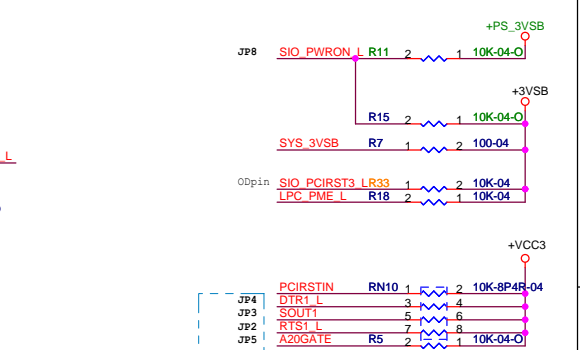 +PS_3VSB
JP8 SIO_PWRON_L R11 2 1 10K-04-O
+3VSB
R15 2 1 10K-04-O
_L
SYS_3VSB R7 1 2 100-04
ODpin SIO_PCIRST3_L R33 1 2 10K-04
LPC_PME_L R18 2 1 10K-04
+VCC3
PCIRSTIN RN10 1 2 10K-8P4R-04
JP4 DTR1_L 3 4
JP3 SOUT1 5 6
JP2 RTS1_L 7 8
JP5 A20GATE R5 2 1 10K-04-O